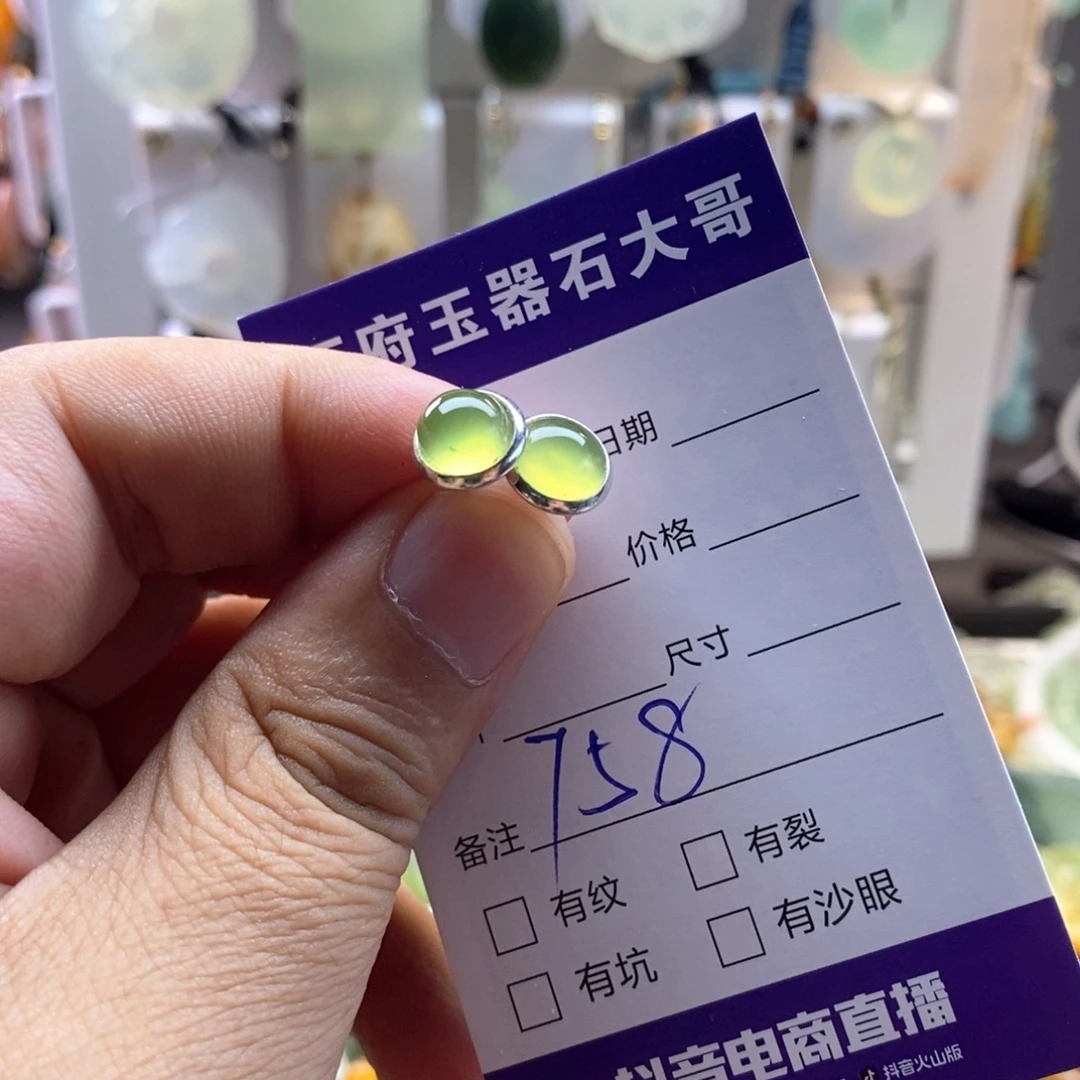 府玉器石大哥
日期
价格
尺寸
758
备注
有裂
有纹
有沙眼
有坑
抖音电商直播
抖音火山版